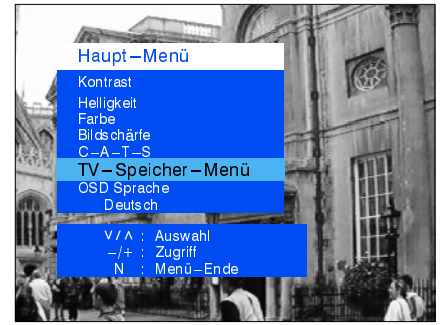 Haupt–Menü
Kontrast
Helligkeit
Farbe
Bildschärfe
C–A–T–S
TV–Speicher–Menü
OSD Sprache
Deutsch
∨/∧ : Auswahl
–/+ : Zugriff
N : Menü–Ende